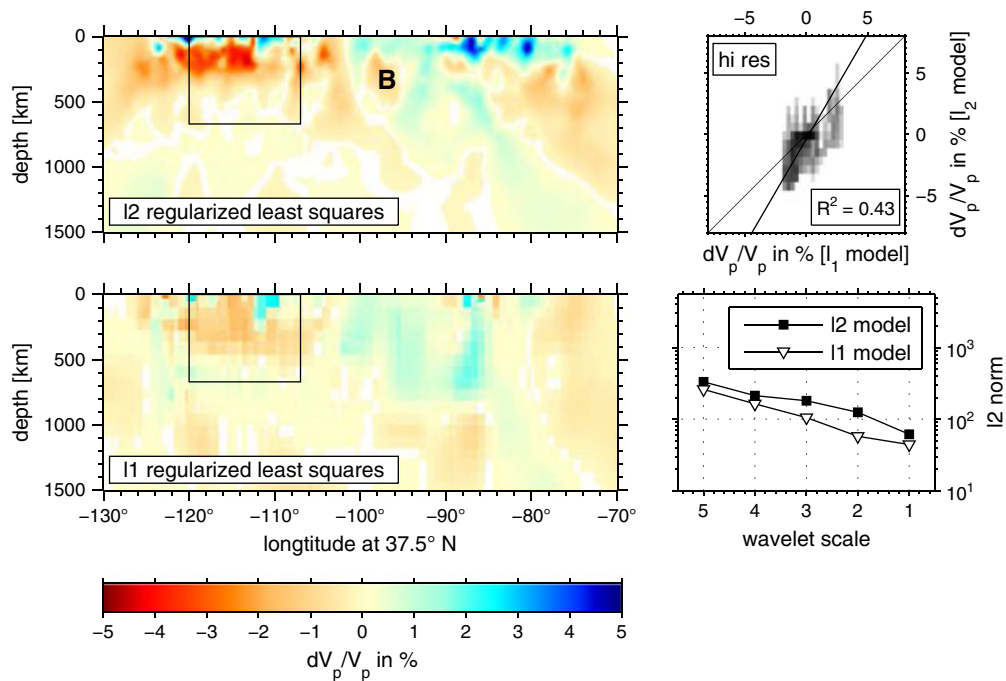 0
500
1000
1500
depth [km]
B
l2 regularized least squares
−5
0
5
hi res
R² = 0.43
5
0
−5
dVp/Vp in % [l2 model]
dVp/Vp in % [l1 model]
0
500
1000
1500
depth [km]
l1 regularized least squares
−130° −120° −110° −100° −90° −80° −70°
longtitude at 37.5° N
l2 model
l1 model
10³
10²
10¹
l2 norm
5 4 3 2 1
wavelet scale
−5 −4 −3 −2 −1 0 1 2 3 4 5
dVp/Vp in %